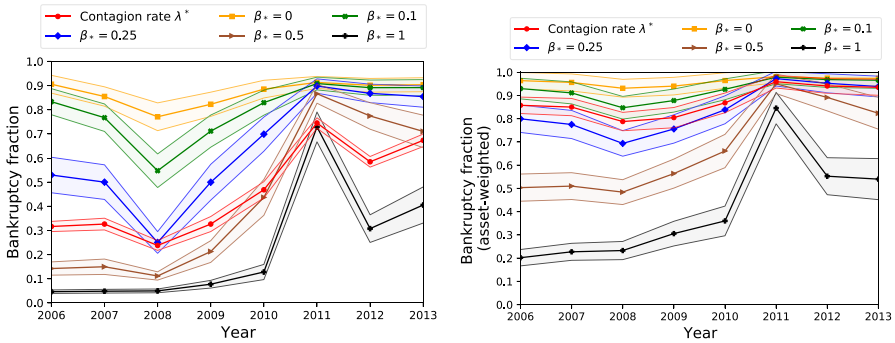 Contagion rate λ* β* = 0 β* = 0.1
β* = 0.25 β* = 0.5 β* = 1
Bankruptcy fraction
1.0
0.9
0.8
0.7
0.6
0.5
0.4
0.3
0.2
0.1
0.0
2006 2007 2008 2009 2010 2011 2012 2013
Year
Contagion rate λ* β* = 0 β* = 0.1
β* = 0.25 β* = 0.5 β* = 1
Bankruptcy fraction
(asset-weighted)
1.0
0.9
0.8
0.7
0.6
0.5
0.4
0.3
0.2
0.1
0.0
2006 2007 2008 2009 2010 2011 2012 2013
Year